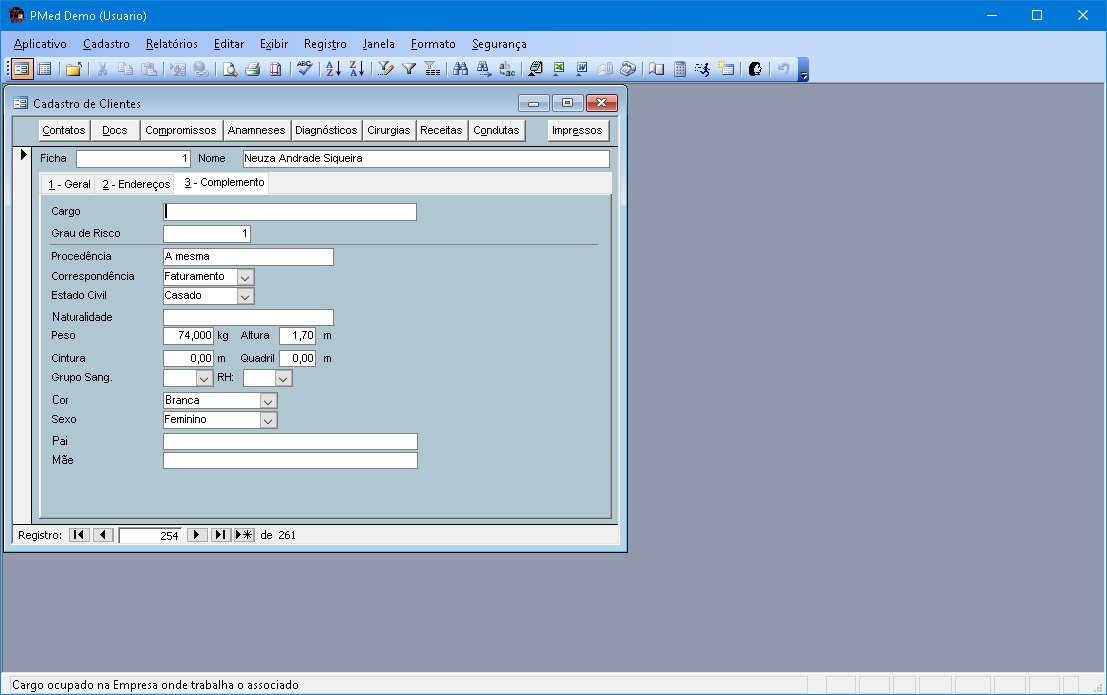 PMed Demo (Usuario)
Aplicativo Cadastro Relatórios Editar Exibir Registro Janela Formato Segurança
Cadastro de Clientes
Contatos Docs Compromissos Anamneses Diagnósticos Cirurgias Receitas Condutas Impressos
Ficha 1 Nome Neuza Andrade Siqueira
1 - Geral 2 - Endereços 3 - Complemento
Cargo
Grau de Risco 1
Procedência A mesma
Correspondência Faturamento
Estado Civil Casado
Naturalidade
Peso 74,000 kg Altura 1,70 m
Cintura 0,00 m Quadril 0,00 m
Grupo Sang. RH:
Cor Branca
Sexo Feminino
Pai
Mãe
Registro: 254 de 261
Cargo ocupado na Empresa onde trabalha o associado